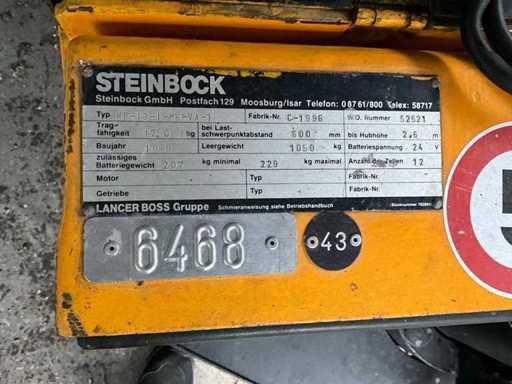 STEINBOCK
Steinbock GmbH Postfach 129 Moosburg/Isar Telefon: 08761/800 Telex: 58717
Typ Fabrik-Nr. C-1996 W.O. Nummer 52521
Trag-
fähigkeit kg bei Last-
schwerpunktabstand 600 mm bis Hubhöhe 2,6 m
Baujahr Leergewicht 1050 kg Batteriespannung 24 V
zulässiges
Batteriegewicht 207 kg minimal 229 kg maximal Anzahl der Zellen 12
Motor - Typ - Fabrik-Nr. -
Getriebe - Typ - Fabrik-Nr. -
LANCER BOSS Gruppe Schmieranweisung siehe Betriebshandbuch
6468
43